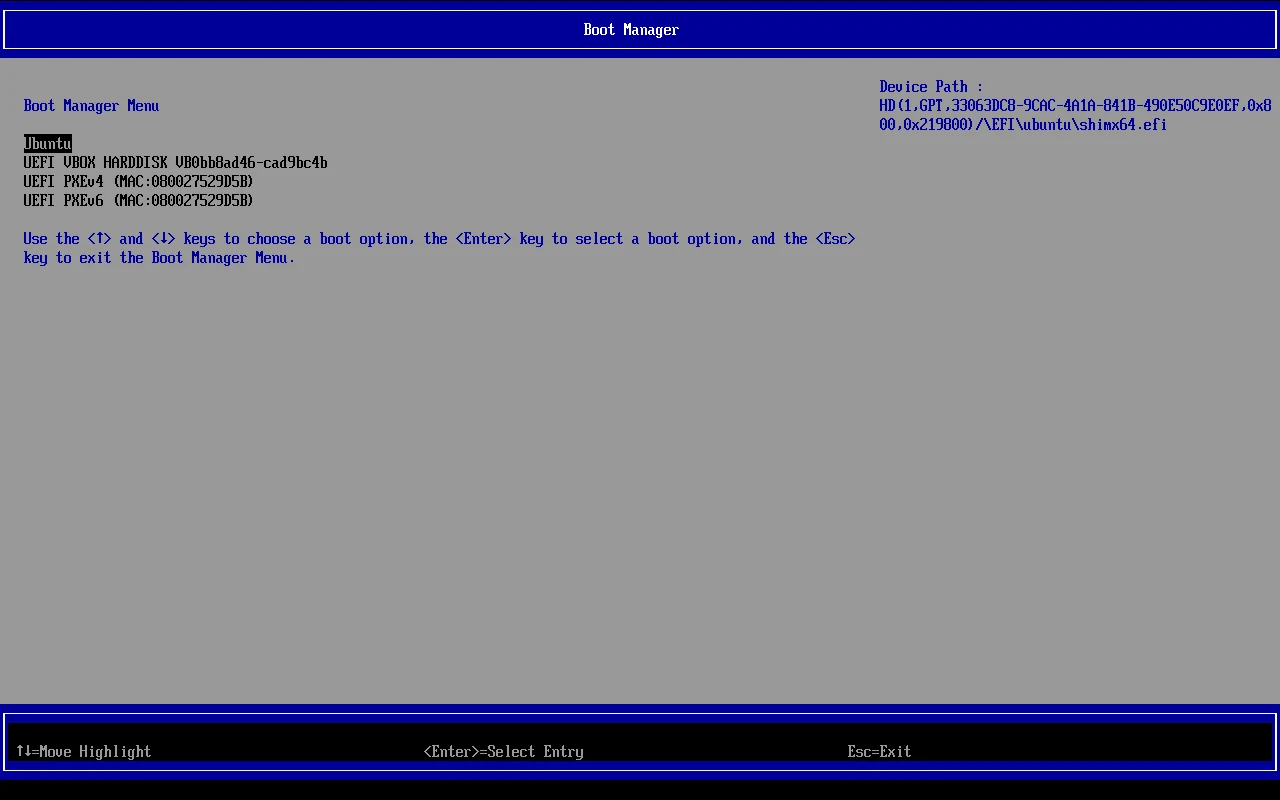 Boot Manager
Device Path :
HD(1,GPT,33063DC8-9CAC-4A1A-841B-490E50C9E0EF,0x8
00,0x219800)/\EFI\ubuntu\shimx64.efi
Boot Manager Menu
Ubuntu
UEFI VBOX HARDDISK VB0bb8ad46-cad9bc4b
UEFI PXEv4 (MAC:080027529D5B)
UEFI PXEv6 (MAC:080027529D5B)
Use the <↑> and <↓> keys to choose a boot option, the <Enter> key to select a boot option, and the <Esc>
key to exit the Boot Manager Menu.
↑↓=Move Highlight <Enter>=Select Entry Esc=Exit